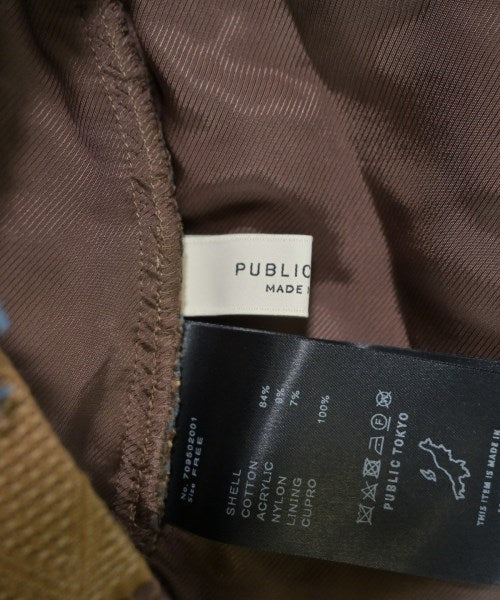 PUBLIC
MADE
No. 709502001
Size FREE
SHELL
COTTON 84%
ACRYLIC 9%
NYLON 7%
LINING
CUPRO 100%
PUBLIC TOKYO
THIS ITEM IS MADE IN